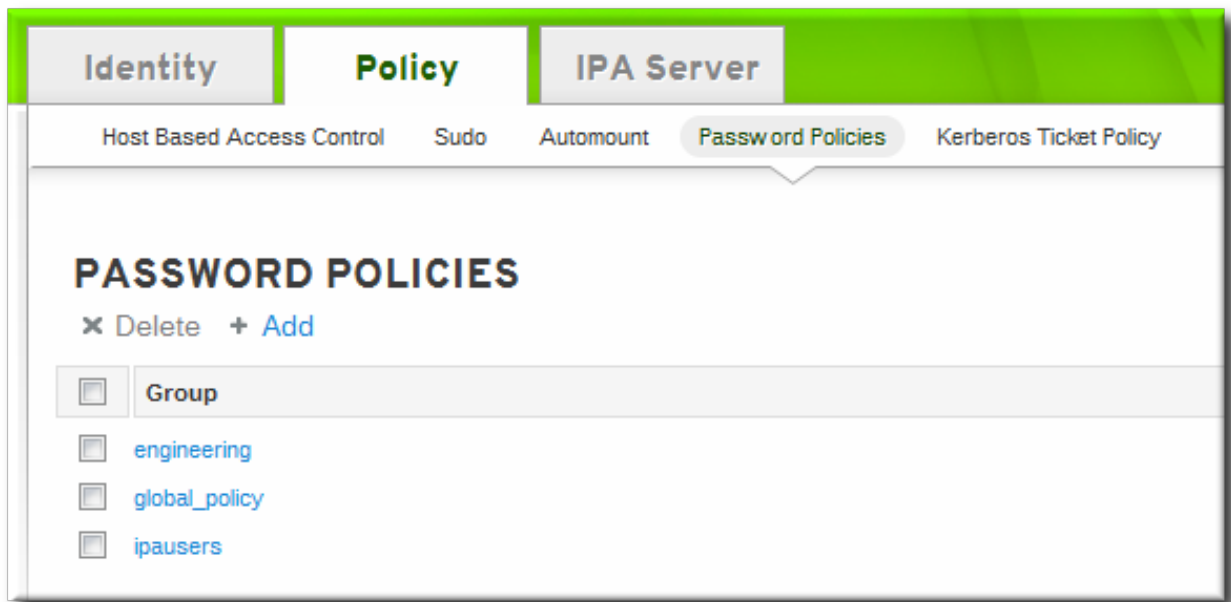 Identity Policy IPA Server
Host Based Access Control Sudo Automount Password Policies Kerberos Ticket Policy
PASSWORD POLICIES
Delete + Add
Group
engineering
global_policy
ipausers